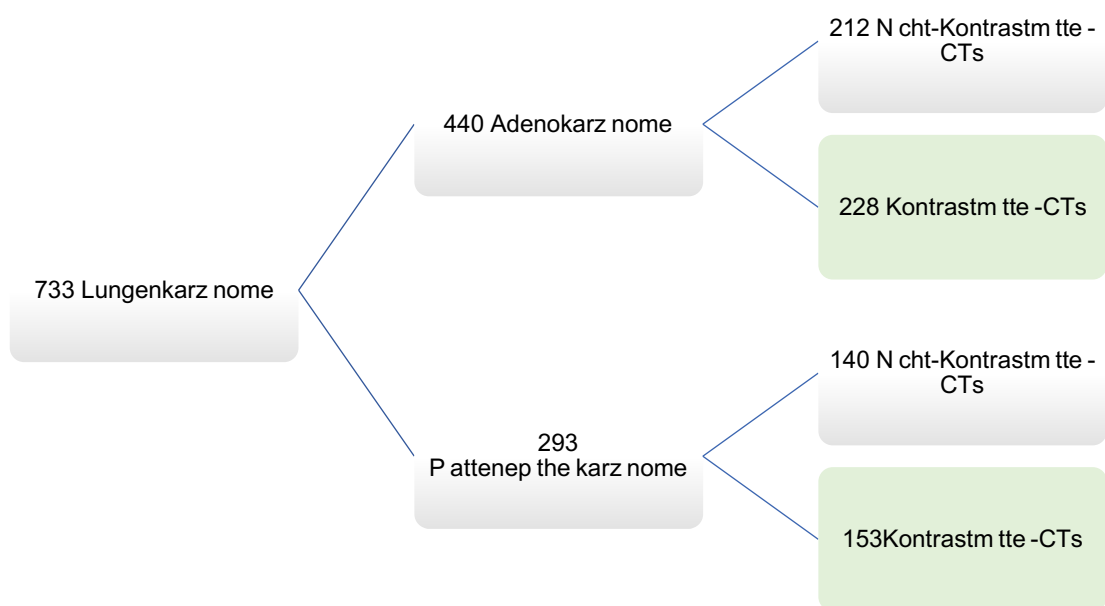 733 Lungenkarz nome
440 Adenokarz nome
212 N cht-Kontrastm tte -
CTs
228 Kontrastm tte -CTs
293
P attenep the karz nome
140 N cht-Kontrastm tte -
CTs
153Kontrastm tte -CTs